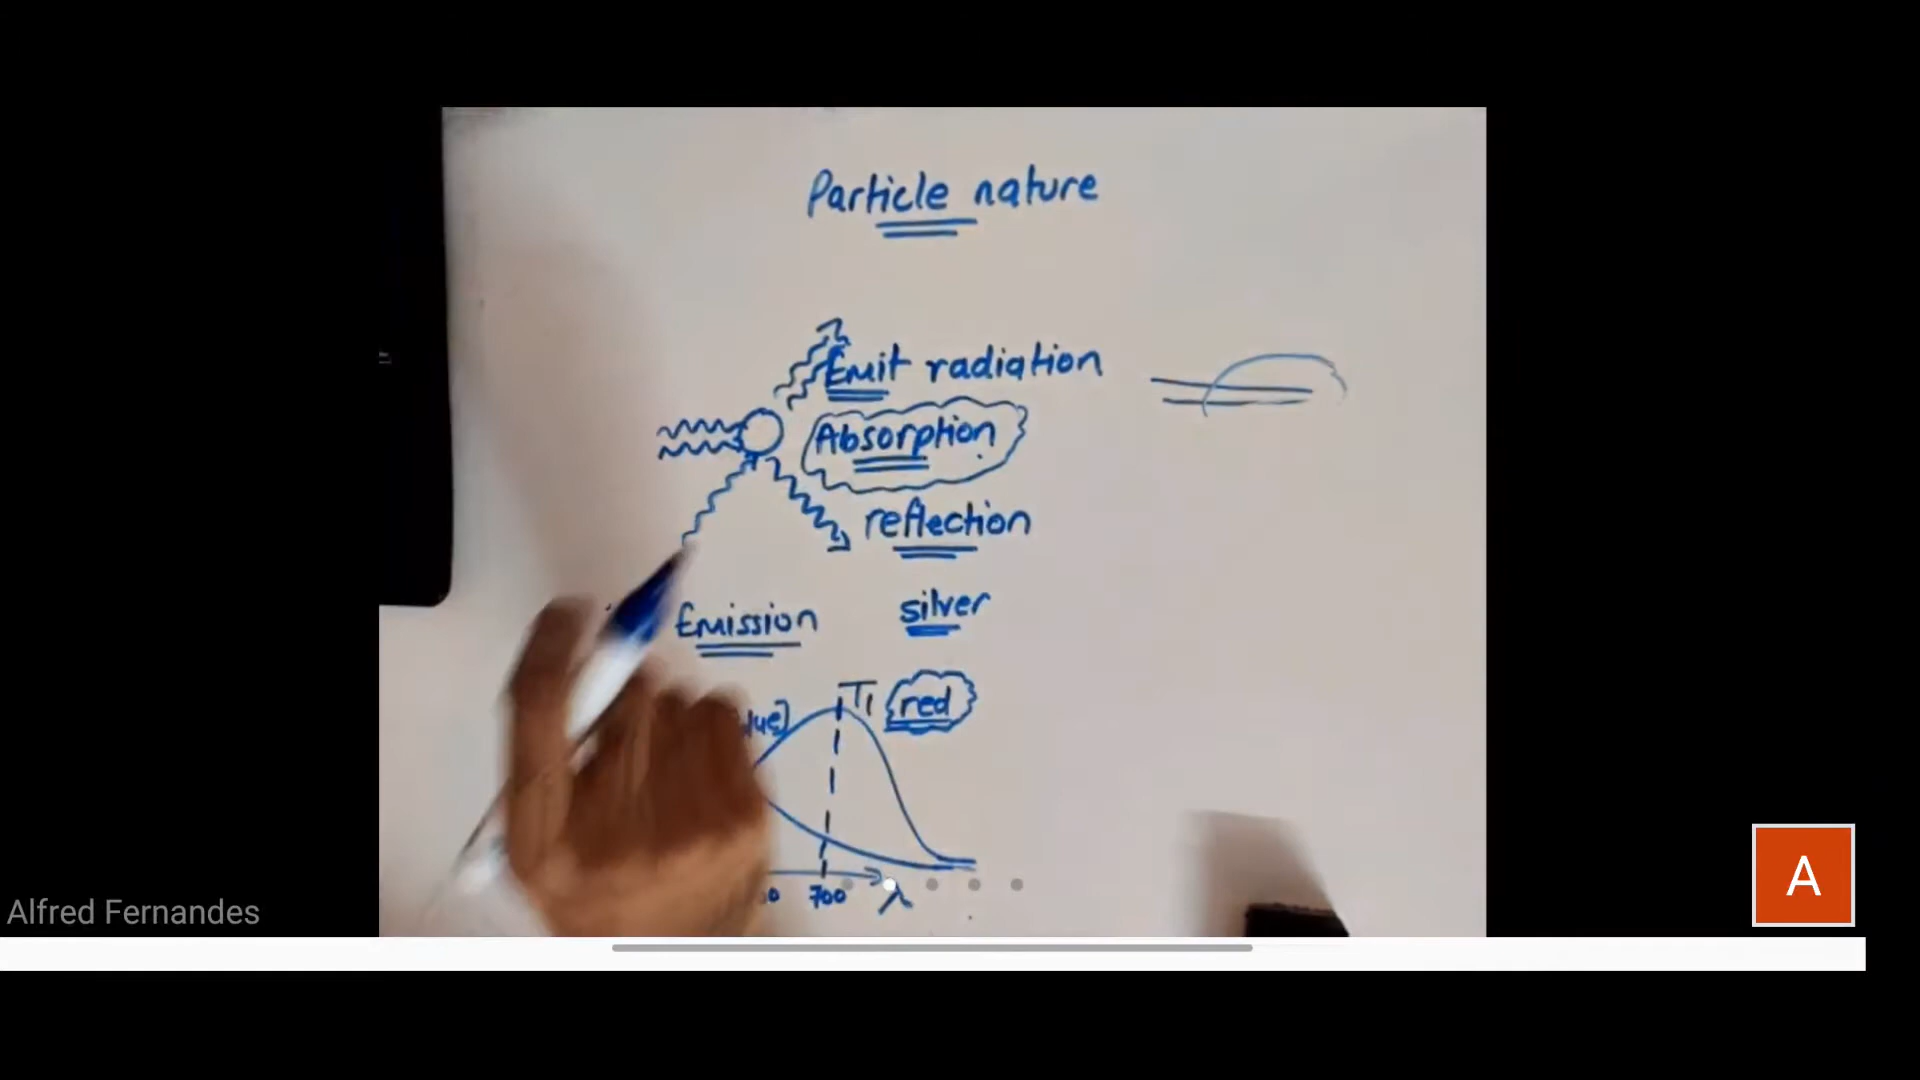 Particle nature
Emit radiation
Absorption
reflection
Emission silver
T1 red
700 λ
Alfred Fernandes
A